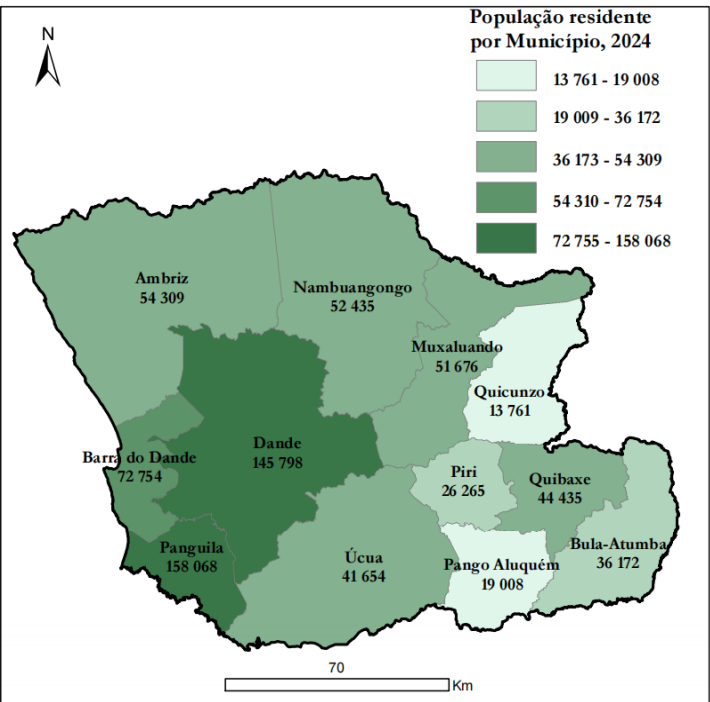 População residente
por Município, 2024
N
13 761 - 19 008
19 009 - 36 172
36 173 - 54 309
54 310 - 72 754
72 755 - 158 068
Ambriz
54 309
Nambuangongo
52 435
Muxaluando
51 676
Quicunzo
13 761
Barra do Dande
72 754
Dande
145 798
Piri
26 265
Quibaxe
44 435
Panguila
158 068
Úcua
41 654
Pango Aluquém
19 008
Bula-Atumba
36 172
70
Km